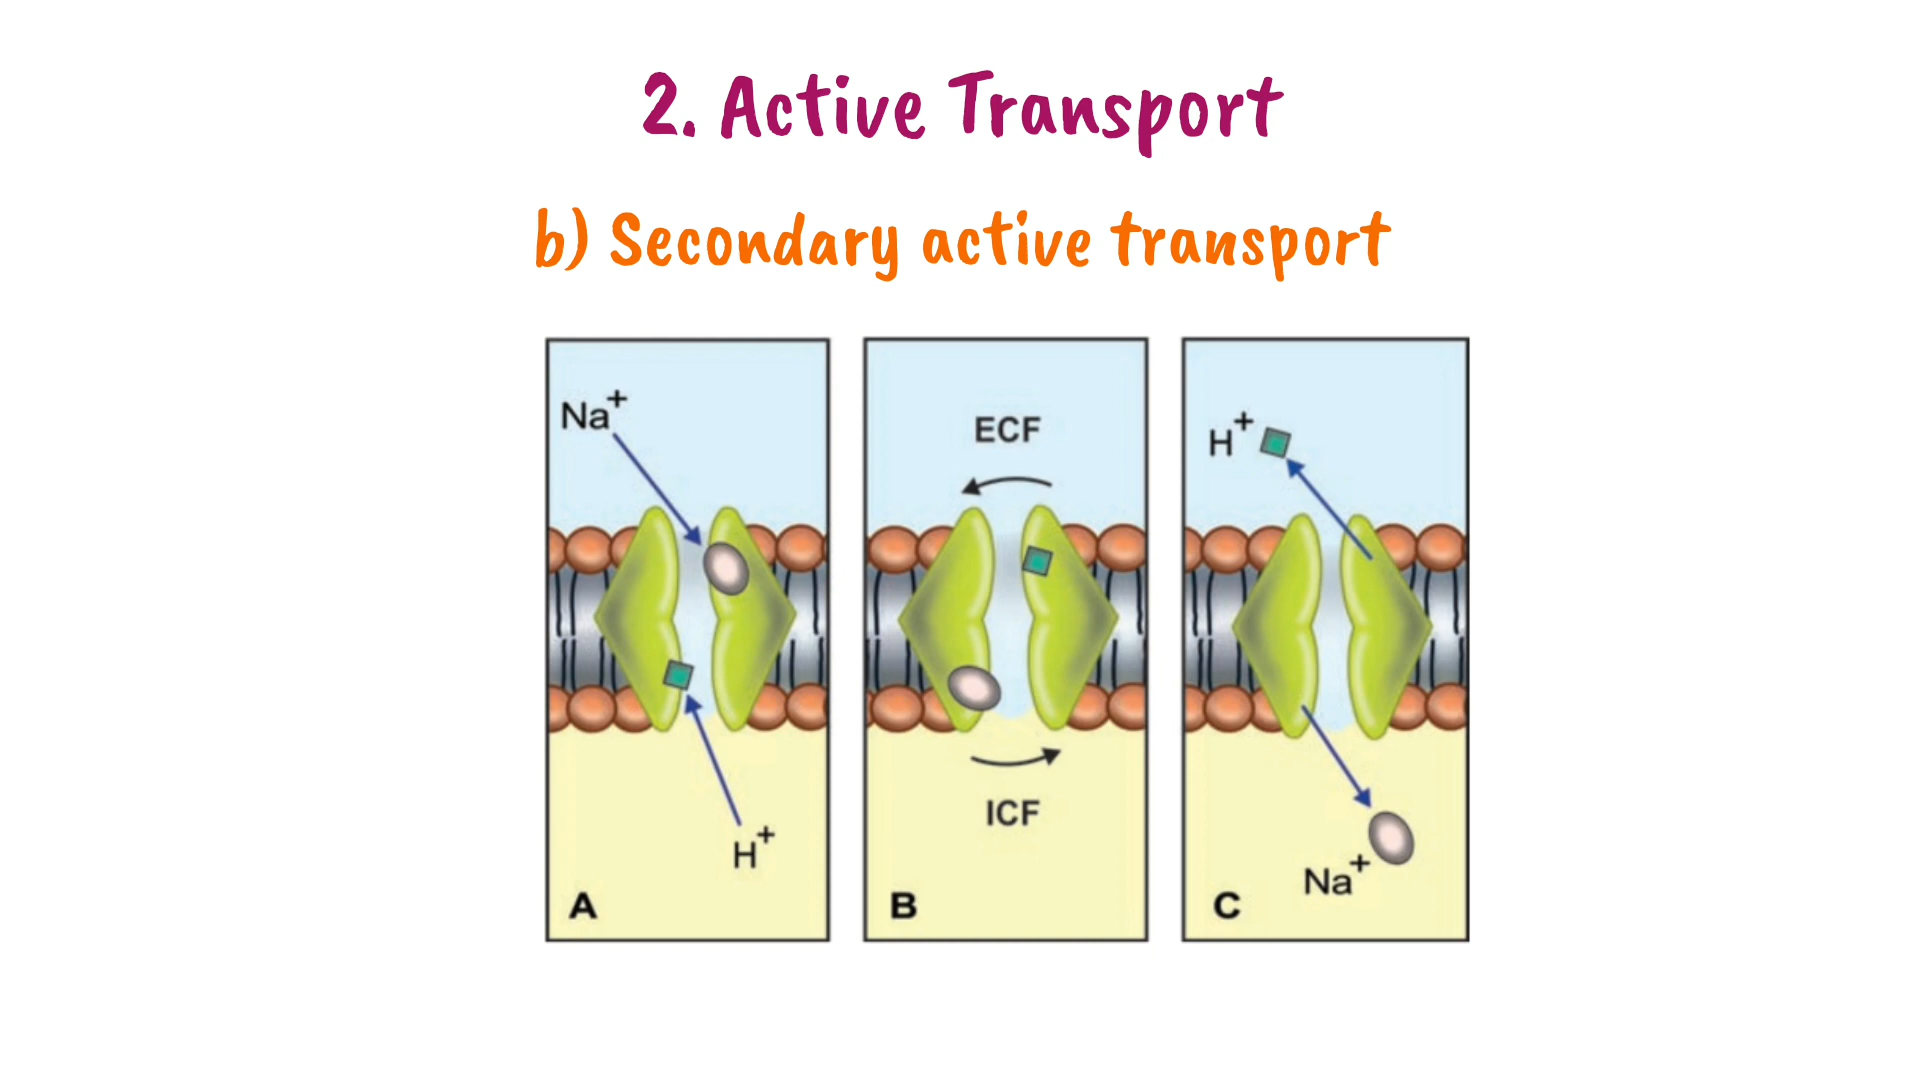 2. Active Transport
b) Secondary active transport
Na+
H+
A
ECF
ICF
B
H+
Na+
C